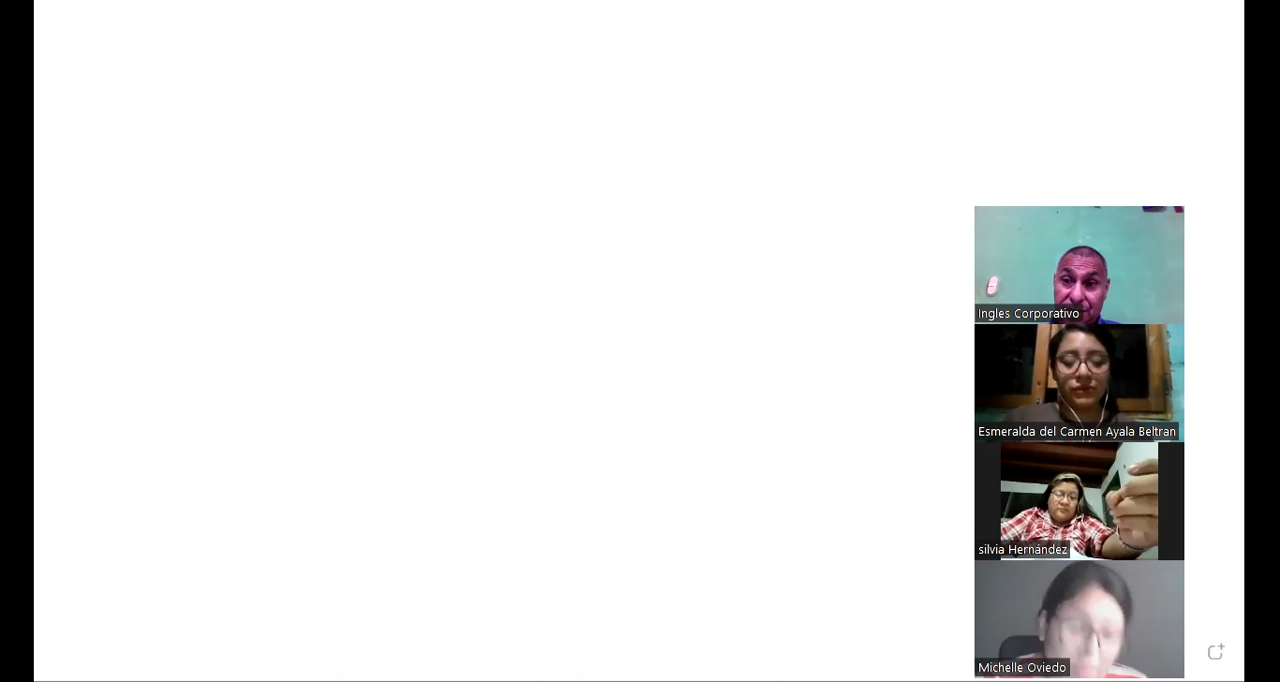 Ingles Corporativo
Esmeralda del Carmen Ayala Beltran
silvia Hernández
Michelle Oviedo